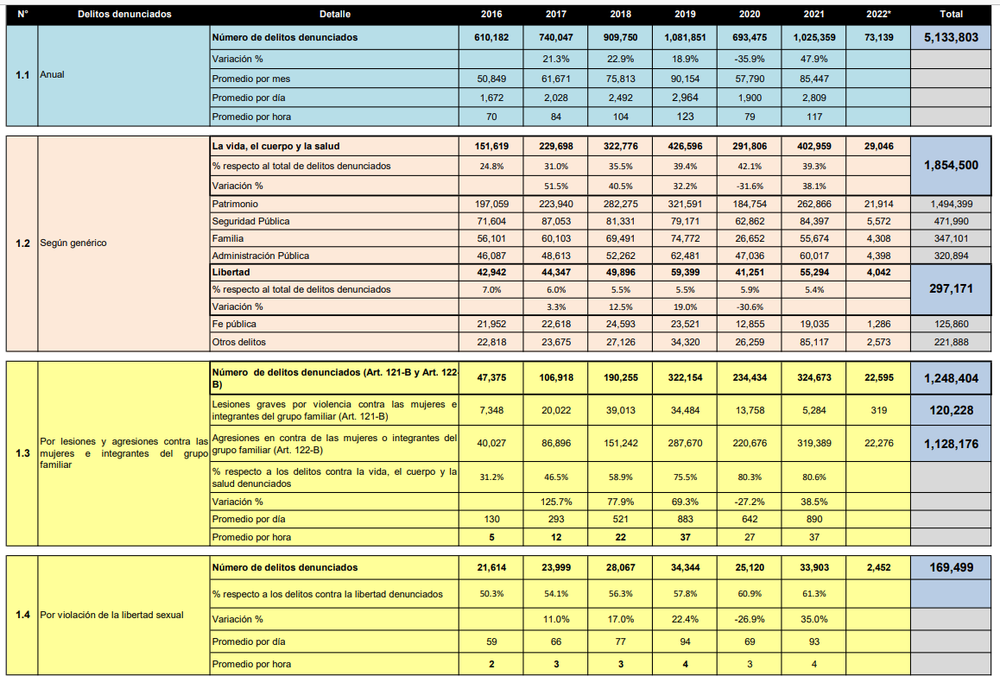 N° Delitos denunciados Detalle 2016 2017 2018 2019 2020 2021 2022* Total
1.1 Anual
Número de delitos denunciados 610,182 740,047 909,750 1,081,851 693,475 1,025,359 73,139 5,133,803
Variación % 21.3% 22.9% 18.9% -35.9% 47.9%
Promedio por mes 50,849 61,671 75,813 90,154 57,790 85,447
Promedio por día 1,672 2,028 2,492 2,964 1,900 2,809
Promedio por hora 70 84 104 123 79 117
1.2 Según genérico
La vida, el cuerpo y la salud 151,619 229,698 322,776 426,596 291,806 402,959 29,046 1,854,500
% respecto al total de delitos denunciados 24.8% 31.0% 35.5% 39.4% 42.1% 39.3%
Variación % 51.5% 40.5% 32.2% -31.6% 38.1%
Patrimonio 197,059 223,940 282,275 321,591 184,754 262,866 21,914 1,494,399
Seguridad Pública 71,604 87,053 81,331 79,171 62,862 84,397 5,572 471,990
Familia 56,101 60,103 69,491 74,772 26,652 55,674 4,308 347,101
Administración Pública 46,087 48,613 52,262 62,481 47,036 60,017 4,398 320,894
Libertad 42,942 44,347 49,896 59,399 41,251 55,294 4,042 297,171
% respecto al total de delitos denunciados 7.0% 6.0% 5.5% 5.5% 5.9% 5.4%
Variación % 3.3% 12.5% 19.0% -30.6%
Fe pública 21,952 22,618 24,593 23,521 12,855 19,035 1,286 125,860
Otros delitos 22,818 23,675 27,126 34,320 26,259 85,117 2,573 221,888
1.3 Por lesiones y agresiones contra las
mujeres e integrantes del grupo
familiar
Número de delitos denunciados (Art. 121-B y Art. 122-
B) 47,375 106,918 190,255 322,154 234,434 324,673 22,595 1,248,404
Lesiones graves por violencia contra las mujeres e
integrantes del grupo familiar (Art. 121-B) 7,348 20,022 39,013 34,484 13,758 5,284 319 120,228
Agresiones en contra de las mujeres o integrantes del
grupo familiar (Art. 122-B) 40,027 86,896 151,242 287,670 220,676 319,389 22,276 1,128,176
% respecto a los delitos contra la vida, el cuerpo y la
salud denunciados 31.2% 46.5% 58.9% 75.5% 80.3% 80.6%
Variación % 125.7% 77.9% 69.3% -27.2% 38.5%
Promedio por día 130 293 521 883 642 890
Promedio por hora 5 12 22 37 27 37
1.4 Por violación de la libertad sexual
Número de delitos denunciados 21,614 23,999 28,067 34,344 25,120 33,903 2,452 169,499
% respecto a los delitos contra la libertad denunciados 50.3% 54.1% 56.3% 57.8% 60.9% 61.3%
Variación % 11.0% 17.0% 22.4% -26.9% 35.0%
Promedio por día 59 66 77 94 69 93
Promedio por hora 2 3 3 4 3 4